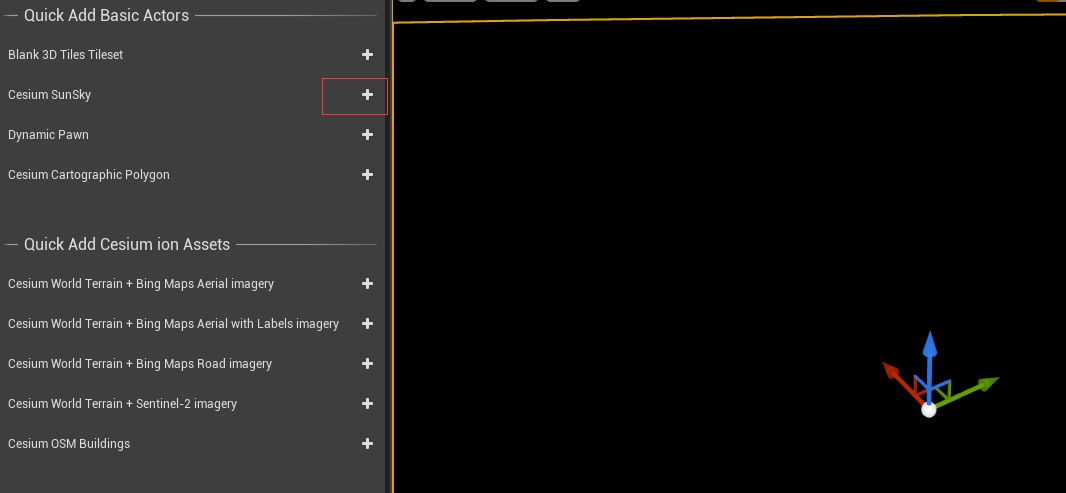 Quick Add Basic Actors
Blank 3D Tiles Tileset
Cesium SunSky
Dynamic Pawn
Cesium Cartographic Polygon
Quick Add Cesium ion Assets
Cesium World Terrain + Bing Maps Aerial imagery
Cesium World Terrain + Bing Maps Aerial with Labels imagery
Cesium World Terrain + Bing Maps Road imagery
Cesium World Terrain + Sentinel-2 imagery
Cesium OSM Buildings